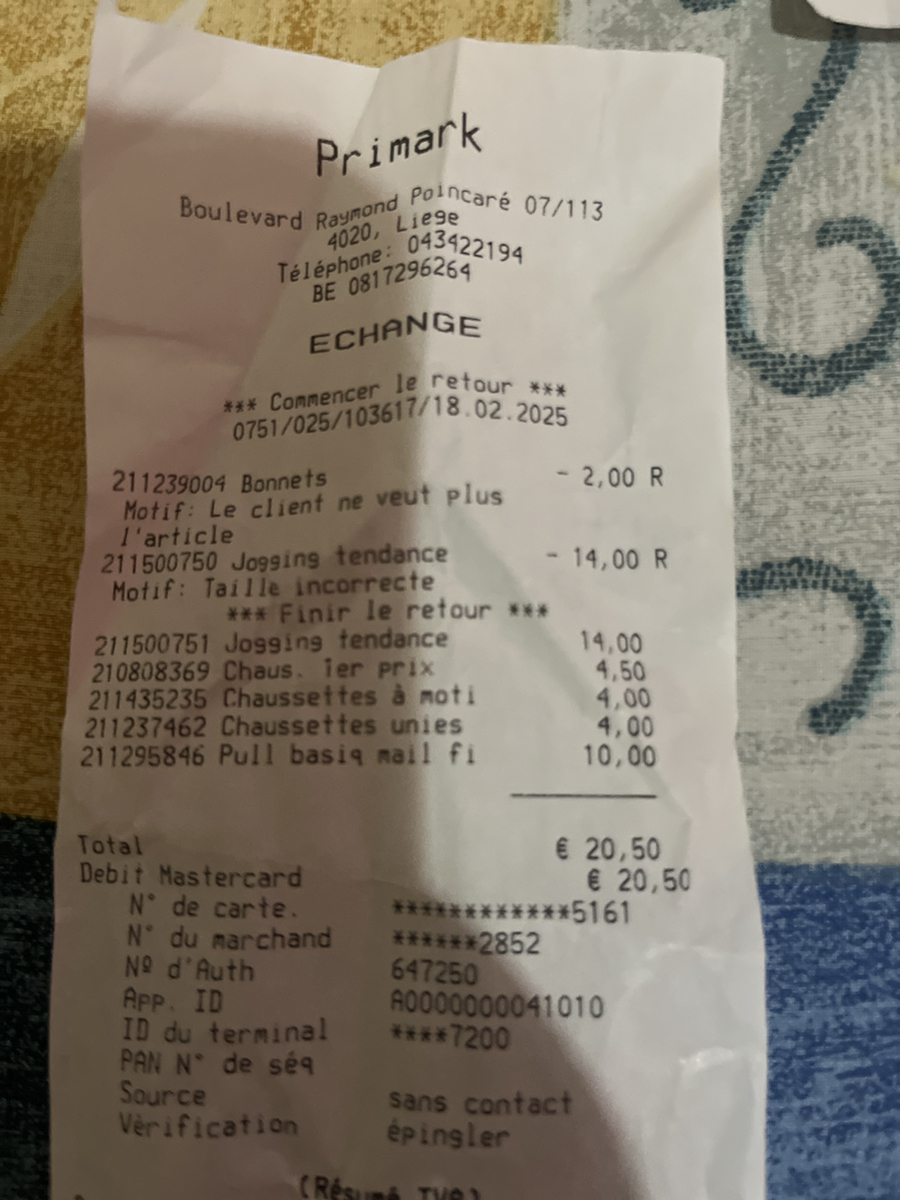 Primark
Boulevard Raymond Poincaré 07/113
4020, Liege
Téléphone: 043422194
BE 0817296264
ECHANGE
*** Commencer le retour ***
0751/025/103617/18.02.2025
211239004 Bonnets - 2,00 R
Motif: Le client ne veut plus
l'article
211500750 Jogging tendance - 14,00 R
Motif: Taille incorrecte
*** Finir le retour ***
211500751 Jogging tendance 14,00
210808369 Chaus. 1er prix 4,50
211435235 Chaussettes à moti 4,00
211237462 Chaussettes unies 4,00
211295846 Pull basiq mail fi 10,00
Total € 20,50
Debit Mastercard € 20,50
N° de carte. ************5161
N° du marchand ******2852
Nº d'Auth 647250
App. ID A0000000041010
ID du terminal ****7200
PAN N° de séq
Source sans contact
Vérification épingler
(Résumé TVA)